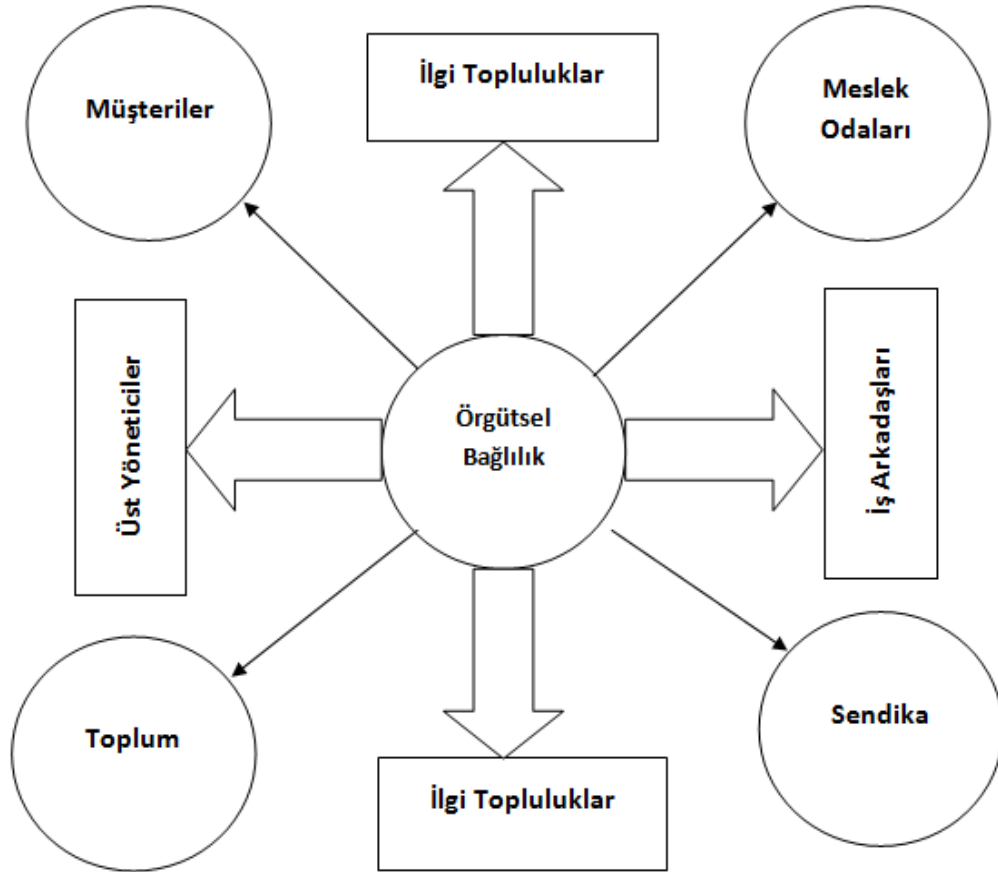 İlgi Topluluklar
Müşteriler
Meslek
Odaları
Üst Yöneticiler
Örgütsel
Bağlılık
İş Arkadaşları
Toplum
Sendika
İlgi Topluluklar